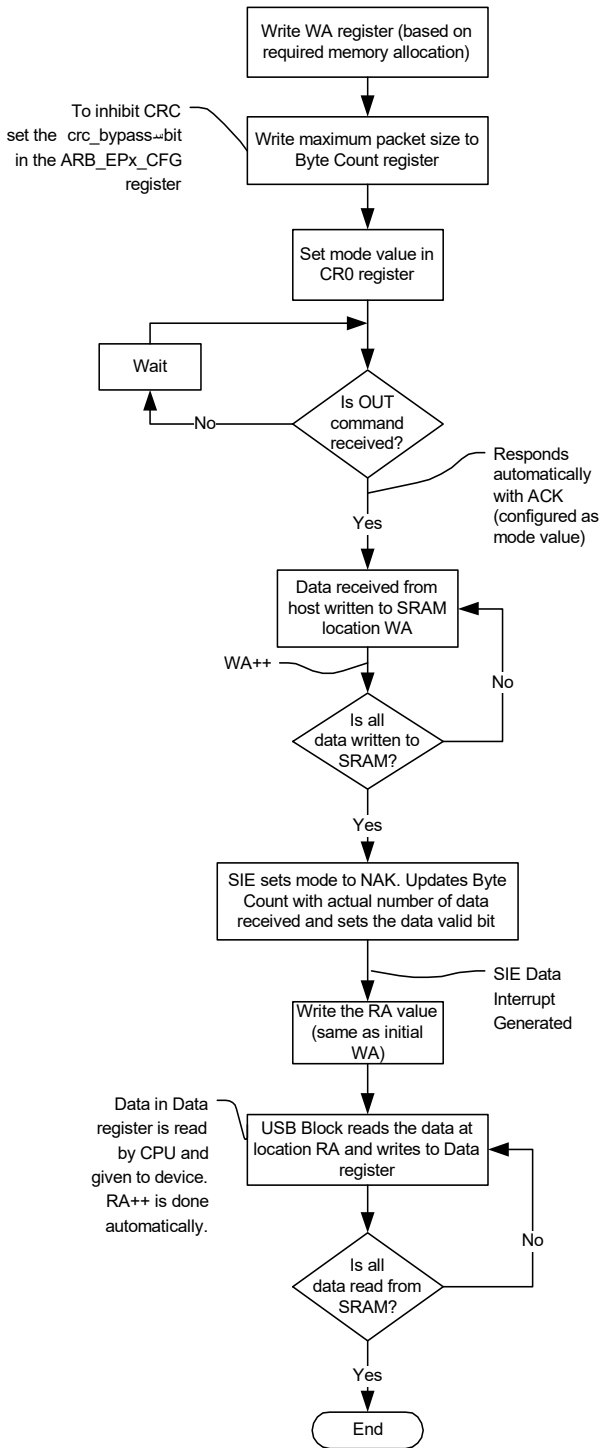 Write WA register (based on
required memory allocation)
To inhibit CRC
set the crc_bypass bit
in the ARB_EPx_CFG
register
Write maximum packet size to
Byte Count register
Set mode value in
CR0 register
Wait
Is OUT
command
received?
No
Responds
automatically
with ACK
(configured as
mode value)
Yes
Data received from
host written to SRAM
location WA
WA++
No
Is all
data written to
SRAM?
Yes
SIE sets mode to NAK. Updates Byte
Count with actual number of data
received and sets the data valid bit
SIE Data
Interrupt
Generated
Write the RA value
(same as initial
WA)
Data in Data
register is read
by CPU and
given to device.
RA++ is done
automatically.
USB Block reads the data at
location RA and writes to Data
register
No
Is all
data read from
SRAM?
Yes
End